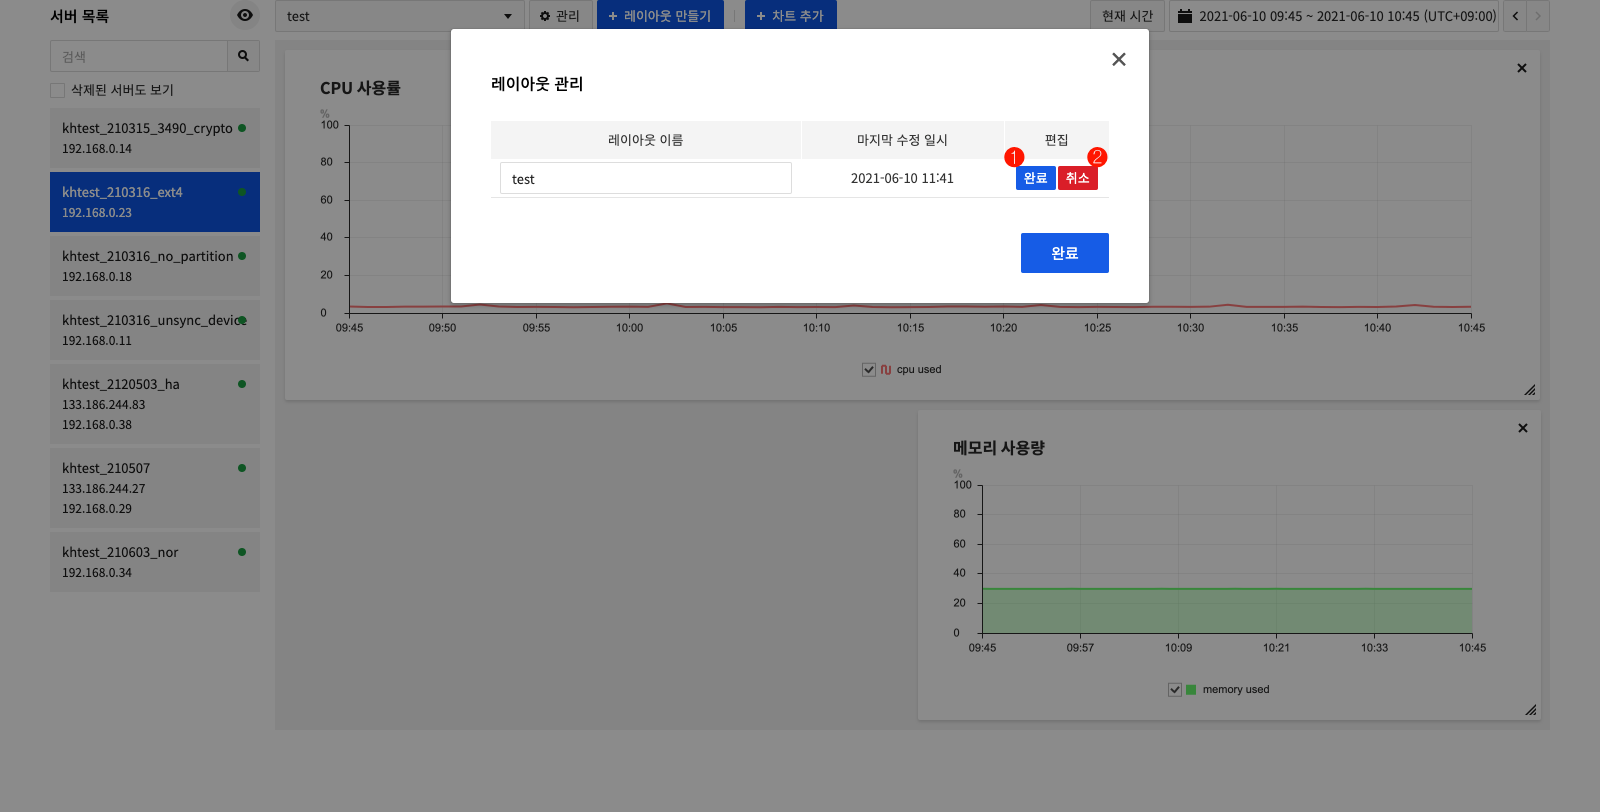 서버 목록
test
관리
+ 레이아웃 만들기
+ 차트 추가
현재 시간
2021-06-10 09:45 ~ 2021-06-10 10:45 (UTC+09:00)
검색
삭제된 서버도 보기
khtest_210315_3490_crypto
192.168.0.14
khtest_210316_ext4
192.168.0.23
khtest_210316_no_partition
192.168.0.18
khtest_210316_unsync_device
192.168.0.11
khtest_2120503_ha
133.186.244.83
192.168.0.38
khtest_210507
133.186.244.27
192.168.0.29
khtest_210603_nor
192.168.0.34
레이아웃 관리
레이아웃 이름
마지막 수정 일시
편집
1
2
test
2021-06-10 11:41
완료
취소
완료
CPU 사용률
%
100
80
60
40
20
0
09:45
09:50
09:55
10:00
10:05
10:10
10:15
10:20
10:25
10:30
10:35
10:40
10:45
cpu used
메모리 사용량
%
100
80
60
40
20
0
09:45
09:57
10:09
10:21
10:33
10:45
memory used